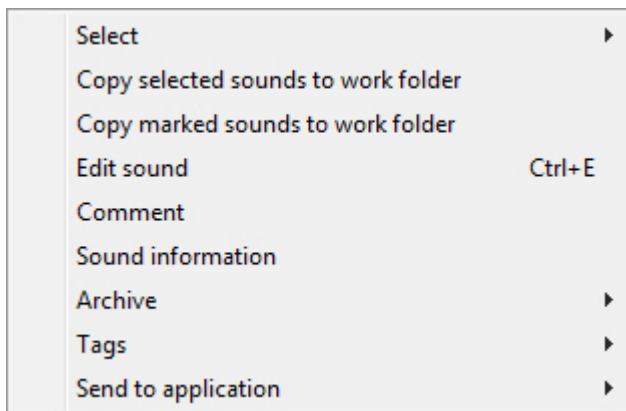 Select
Copy selected sounds to work folder
Copy marked sounds to work folder
Edit sound Ctrl+E
Comment
Sound information
Archive
Tags
Send to application